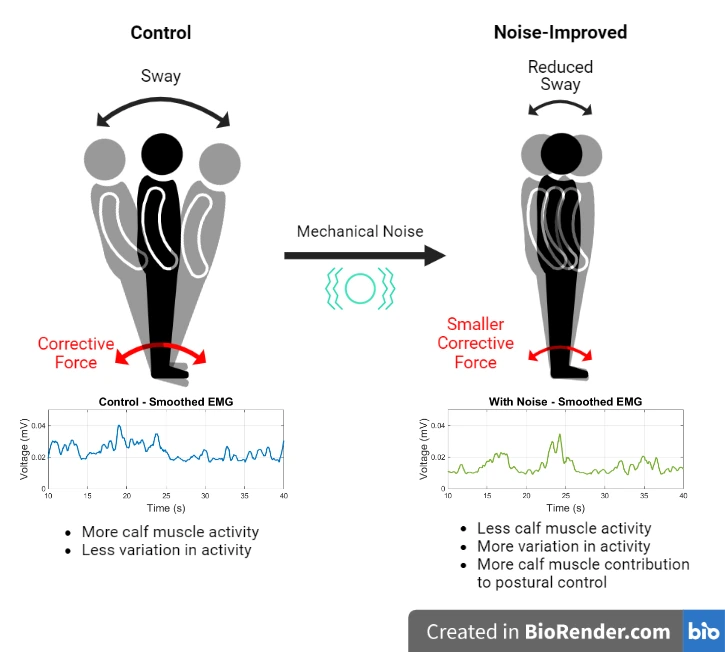 Control
Noise-Improved
Sway
Reduced
Sway
Mechanical Noise
Corrective
Force
Smaller
Corrective
Force
Control - Smoothed EMG
Voltage (mV)
0.04
0.02
0
10 15 20 25 30 35 40
Time (s)
With Noise - Smoothed EMG
Voltage (mV)
0.04
0.02
0
10 15 20 25 30 35 40
Time (s)
• More calf muscle activity
• Less variation in activity
• Less calf muscle activity
• More variation in activity
• More calf muscle contribution
to postural control
Created in BioRender.com bio